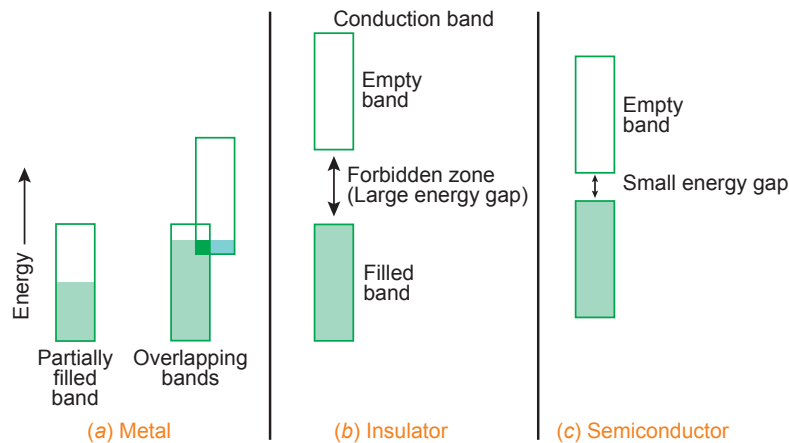 Energy
Partially
filled
band
Overlapping
bands
(a) Metal
Conduction band
Empty
band
Forbidden zone
(Large energy gap)
Filled
band
(b) Insulator
Empty
band
Small energy gap
(c) Semiconductor